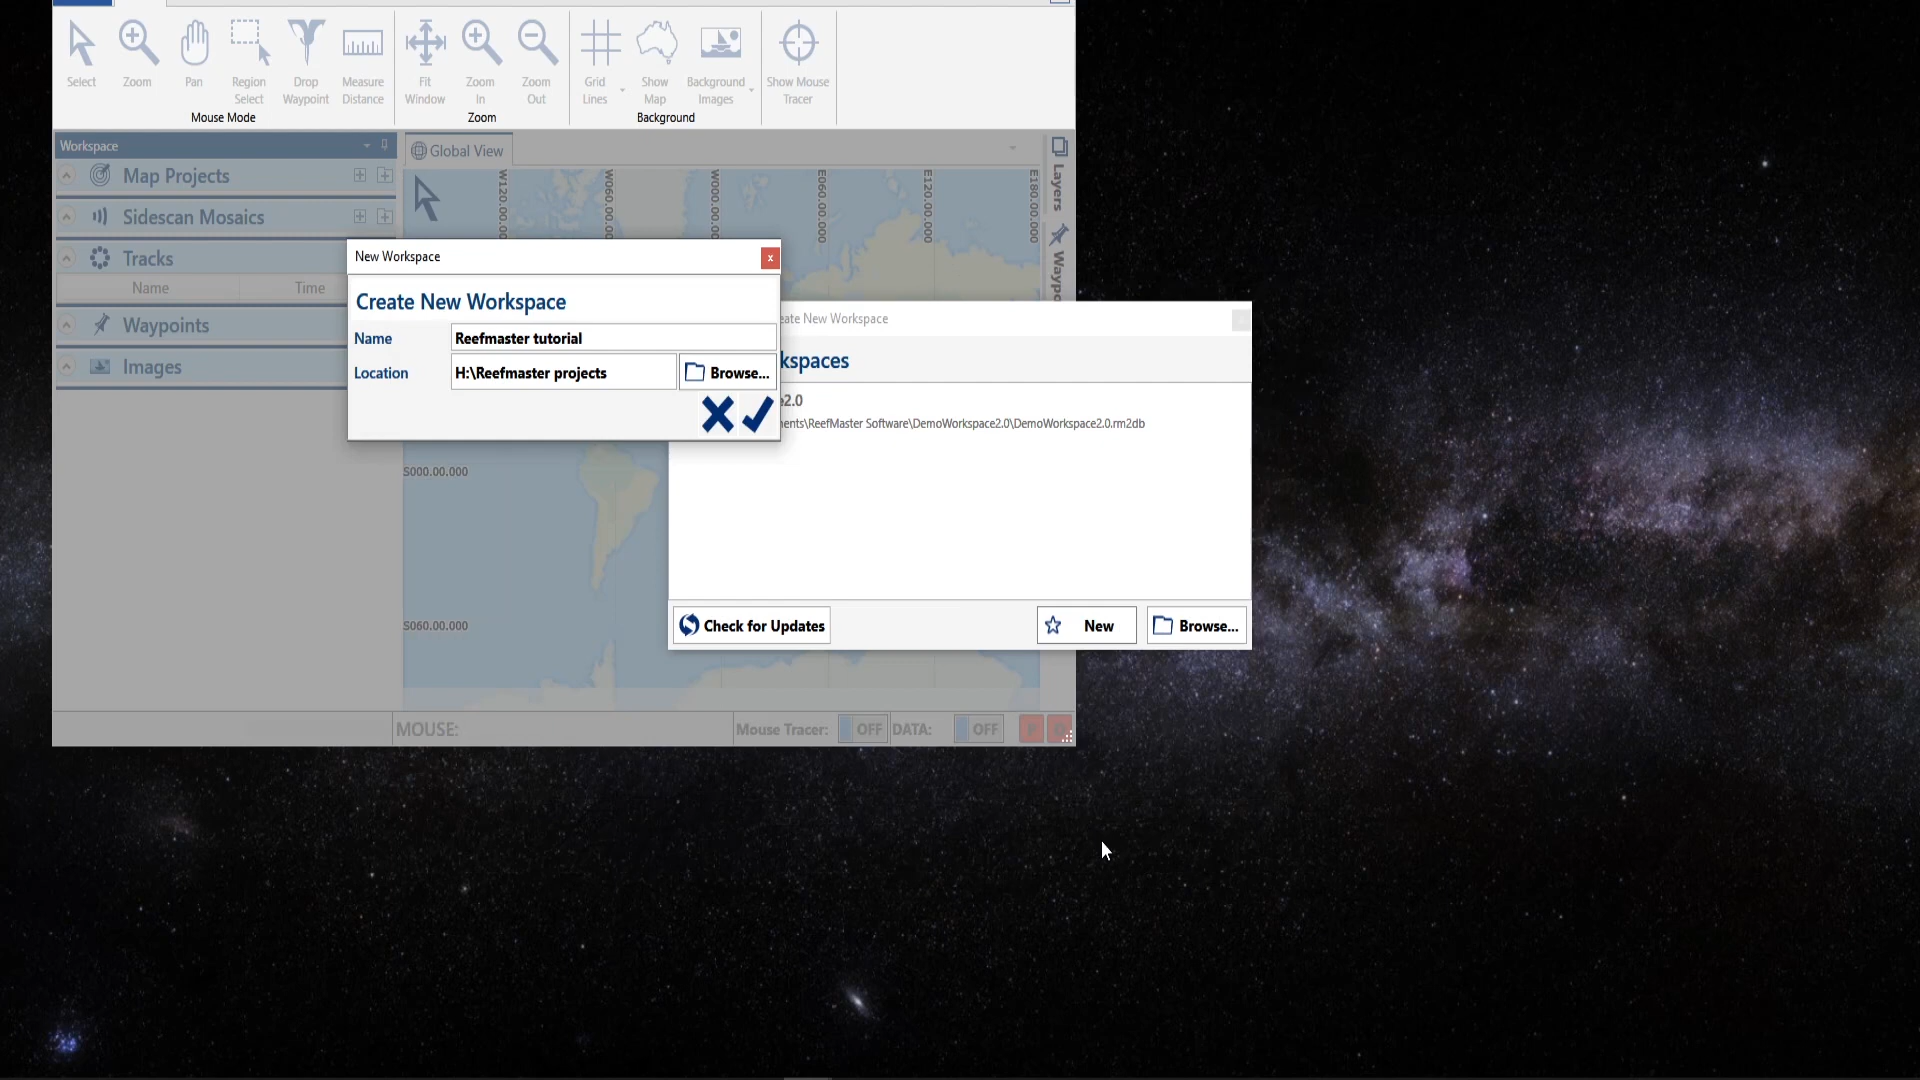 Select
Zoom
Pan
Region Select
Drop Waypoint
Measure Distance
Mouse Mode
Fit Window
Zoom In
Zoom Out
Zoom
Grid Lines
Show Map
Background Images
Background
Show Mouse Tracer
Workspace
Map Projects
Sidescan Mosaics
Tracks
Name Time
Waypoints
Images
Global View
W120.00.00
W060.00.00
W000.00.00
E060.00.000
E120.00.000
E180.00.000
Layers
Waypo
New Workspace
Create New Workspace
Name Reefmaster tutorial
Location H:\Reefmaster projects Browse...
eate New Workspace
kspaces
e2.0
ents\ReefMaster Software\DemoWorkspace2.0\DemoWorkspace2.0.rm2db
S000.00.000
S060.00.000
Check for Updates New Browse...
MOUSE: Mouse Tracer: OFF DATA: OFF